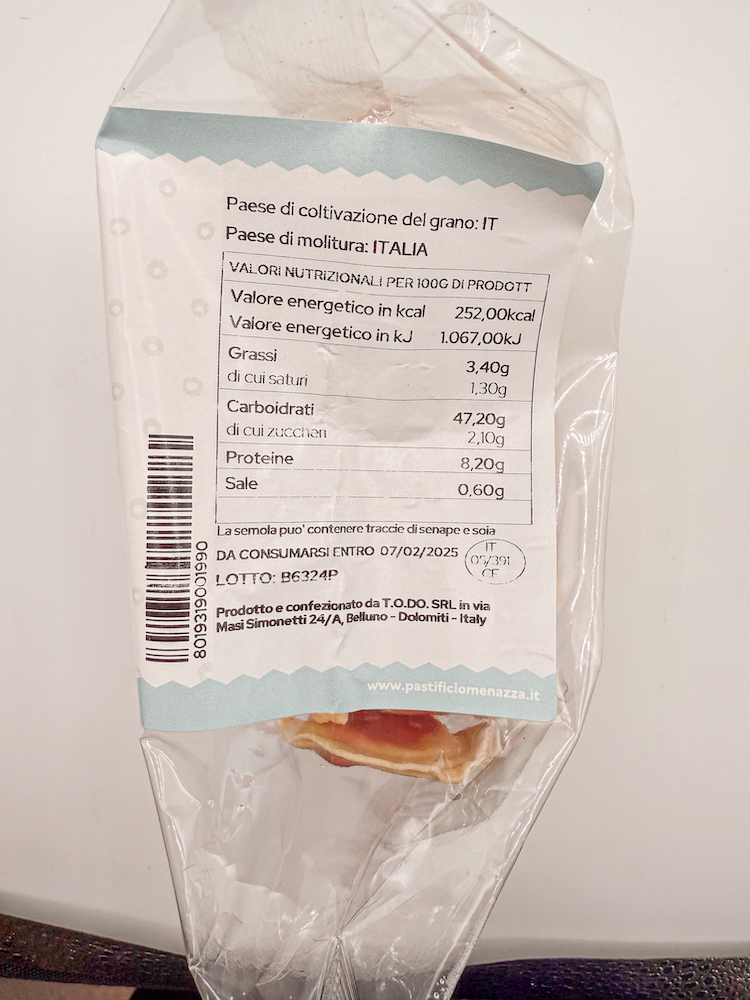 Paese di coltivazione del grano: IT
Paese di molitura: ITALIA
VALORI NUTRIZIONALI PER 100G DI PRODOTT
Valore energetico in kcal 252,00kcal
Valore energetico in kJ 1.067,00kJ
Grassi 3,40g
di cui saturi 1,30g
Carboidrati 47,20g
di cui zuccheri 2,10g
Proteine 8,20g
Sale 0,60g
La semola puo' contenere traccie di senape e soia
DA CONSUMARSI ENTRO 07/02/2025
IT
05/391
CE
LOTTO: B6324P
Prodotto e confezionato da T.O.DO. SRL in via
Masi Simonetti 24/A, Belluno - Dolomiti - Italy
8019319001990
www.pastificiomenazza.it